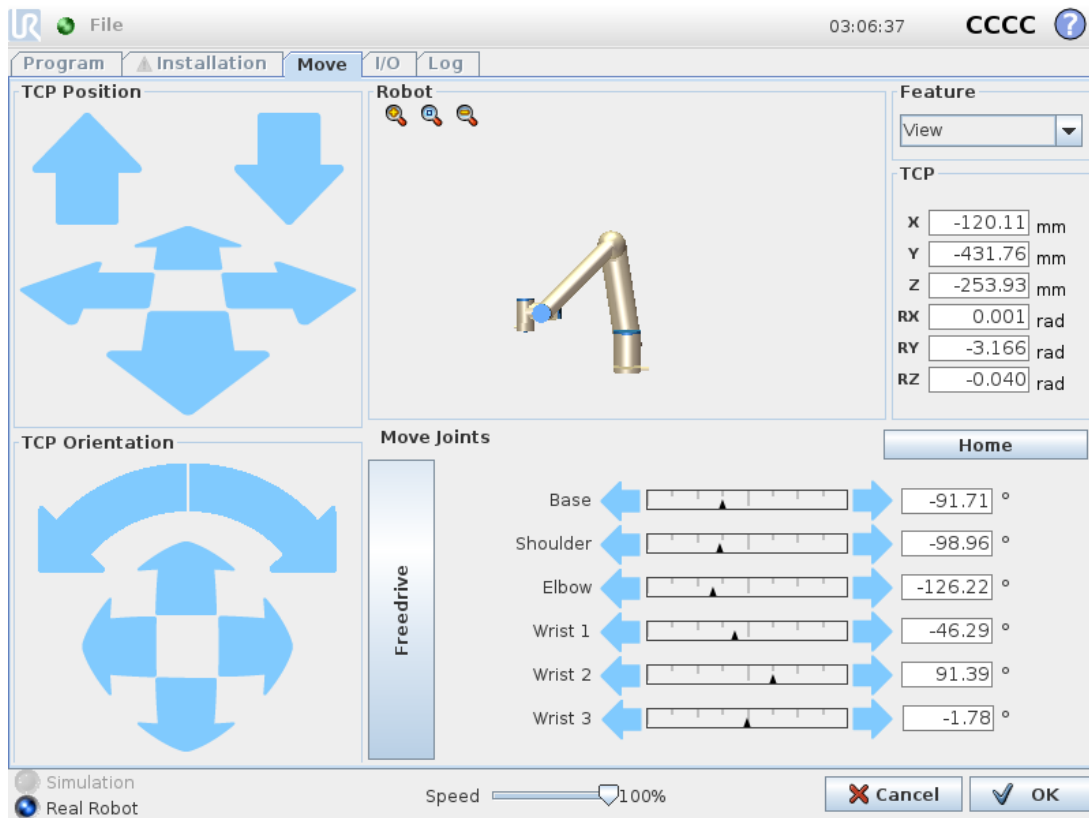 UR File 03:06:37 CCCC ?
Program Installation Move I/O Log
TCP Position
Robot
Feature
View
TCP
X -120.11 mm
Y -431.76 mm
Z -253.93 mm
RX 0.001 rad
RY -3.166 rad
RZ -0.040 rad
TCP Orientation
Move Joints
Home
Freedrive
Base -91.71 °
Shoulder -98.96 °
Elbow -126.22 °
Wrist 1 -46.29 °
Wrist 2 91.39 °
Wrist 3 -1.78 °
Simulation
Real Robot
Speed 100%
Cancel
OK